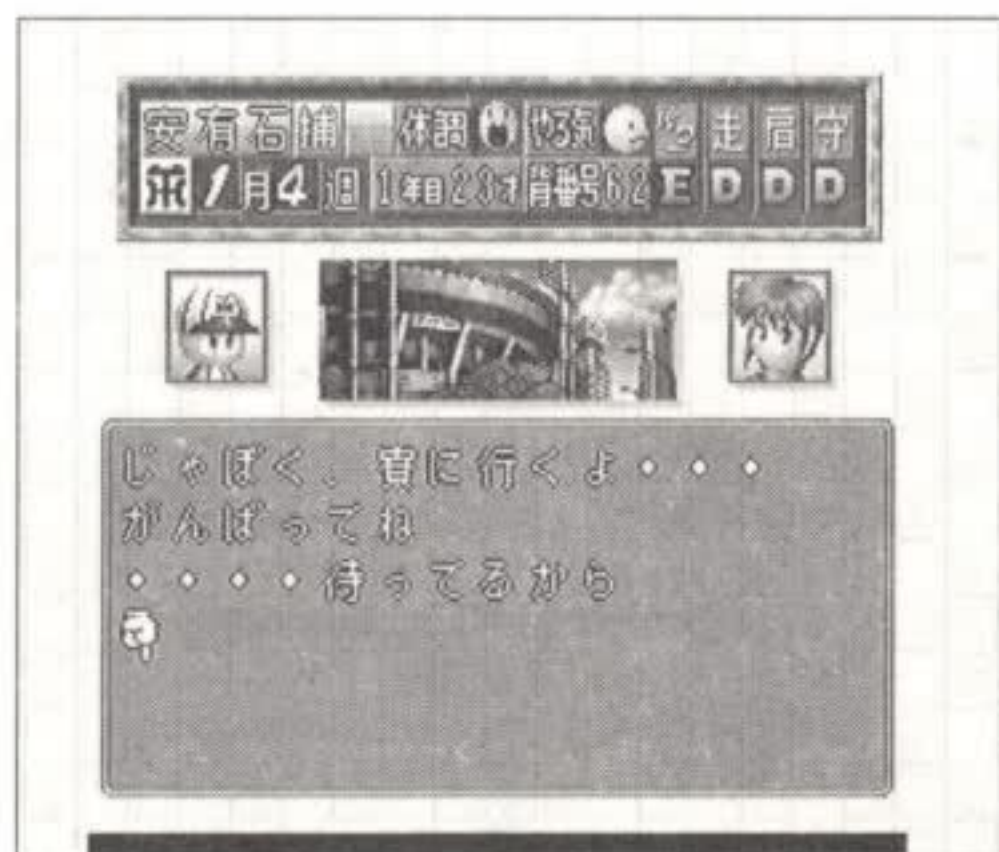 安有石捕 体調 やる気 走 肩 守
1月4週 1年目23才 背番号62 E D D D
じゃぼく、寮に行くよ・・・
がんばってね
・・・・待ってるから